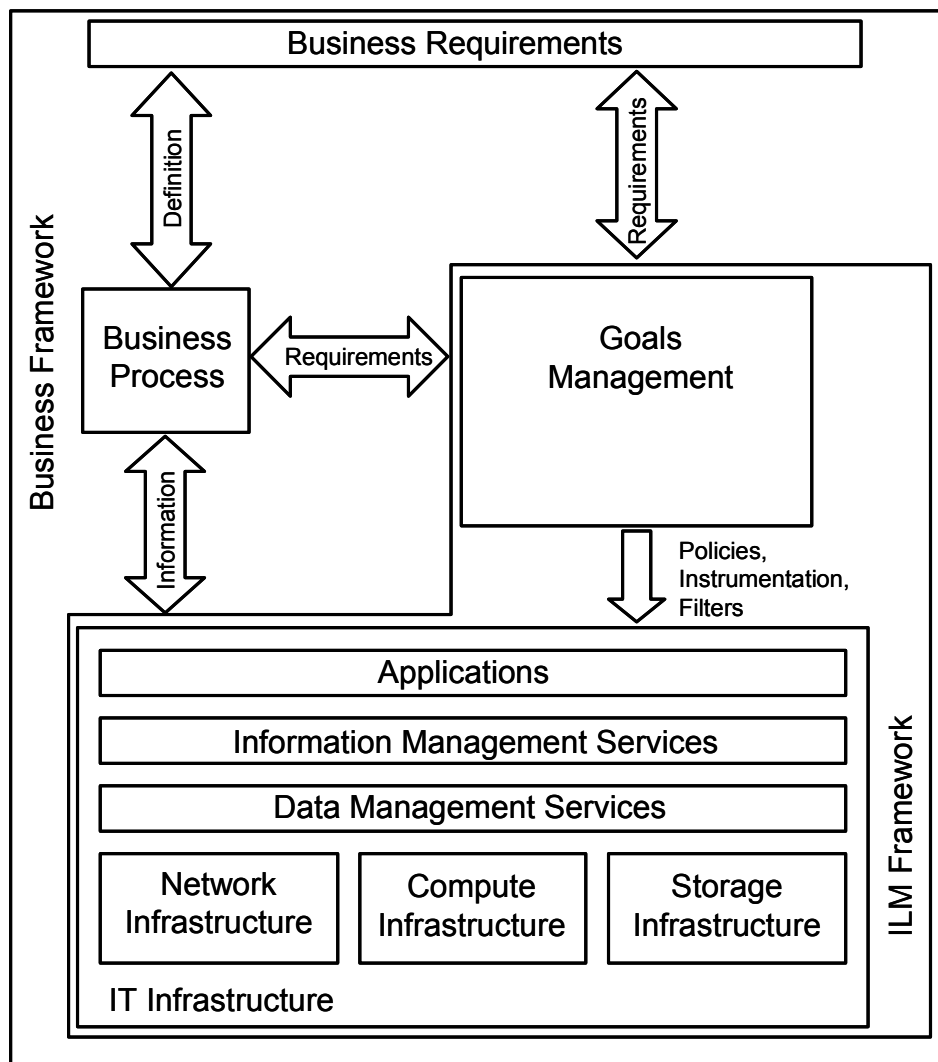 Business Requirements
Definition
Requirements
Business Framework
Business
Process
Requirements
Goals
Management
Information
Policies,
Instrumentation,
Filters
Applications
Information Management Services
Data Management Services
Network
Infrastructure
Compute
Infrastructure
Storage
Infrastructure
IT Infrastructure
ILM Framework